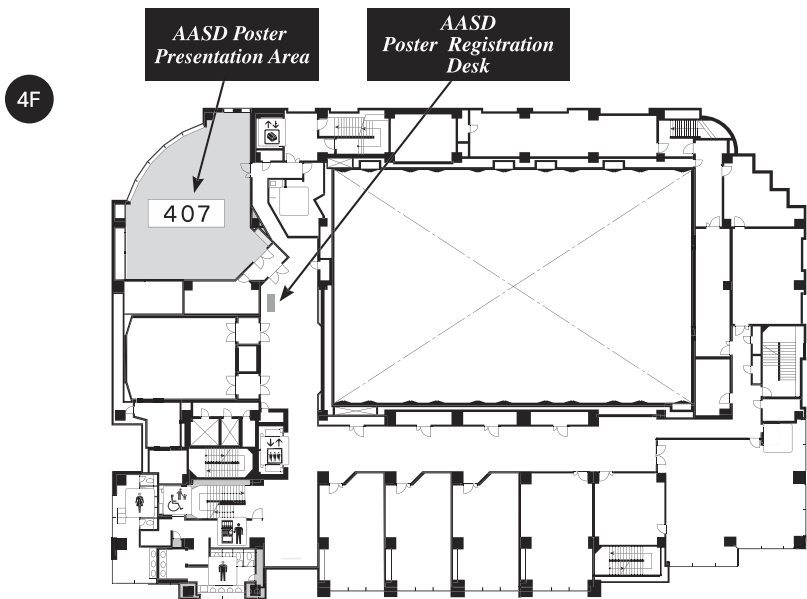 AASD Poster
Presentation Area
AASD
Poster Registration
Desk
4F
407